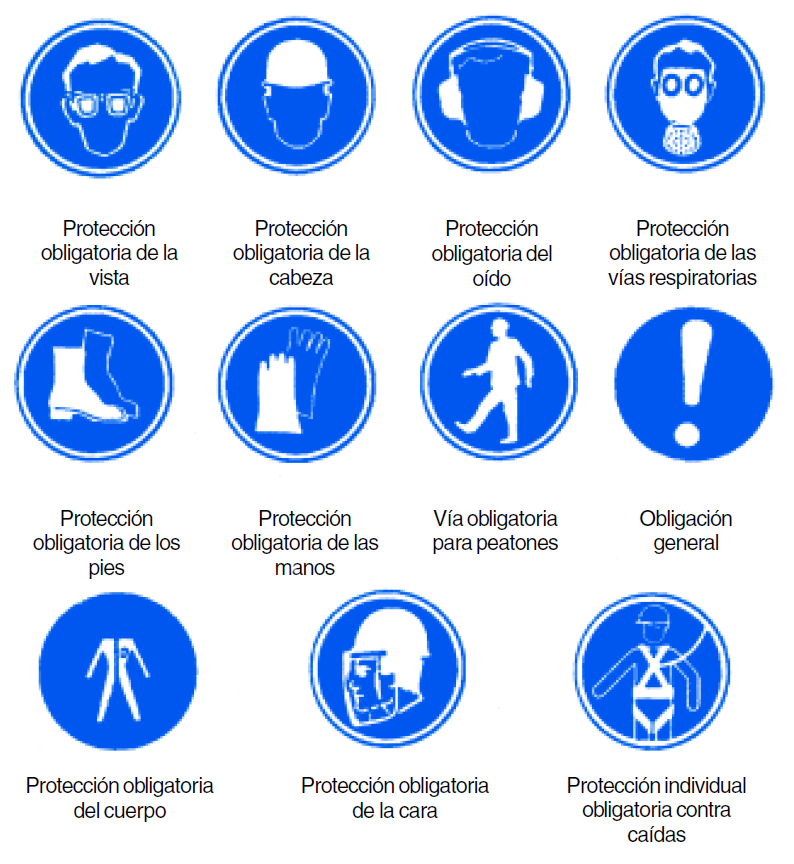 Protección
obligatoria de la
vista
Protección
obligatoria de la
cabeza
Protección
obligatoria del
oído
Protección
obligatoria de las
vías respiratorias
Protección
obligatoria de los
pies
Protección
obligatoria de las
manos
Vía obligatoria
para peatones
Obligación
general
Protección obligatoria
del cuerpo
Protección obligatoria
de la cara
Protección individual
obligatoria contra
caídas